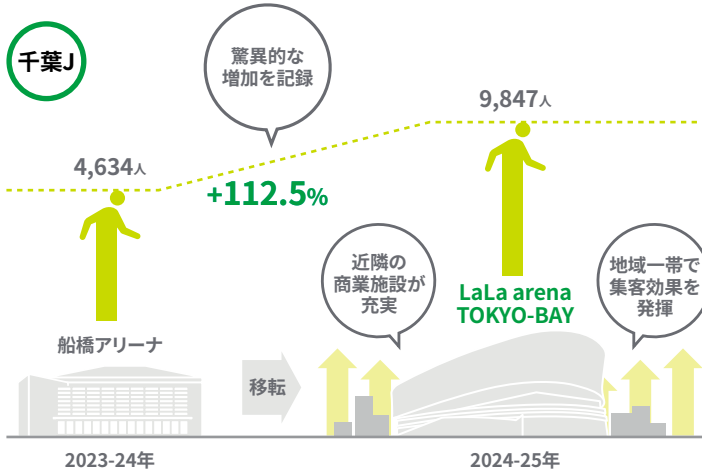 千葉J
驚異的な
増加を記録
9,847人
4,634人
+112.5%
近隣の
商業施設が
充実
地域一帯で
集客効果を
発揮
LaLa arena
TOKYO-BAY
船橋アリーナ
移転
2023-24年
2024-25年